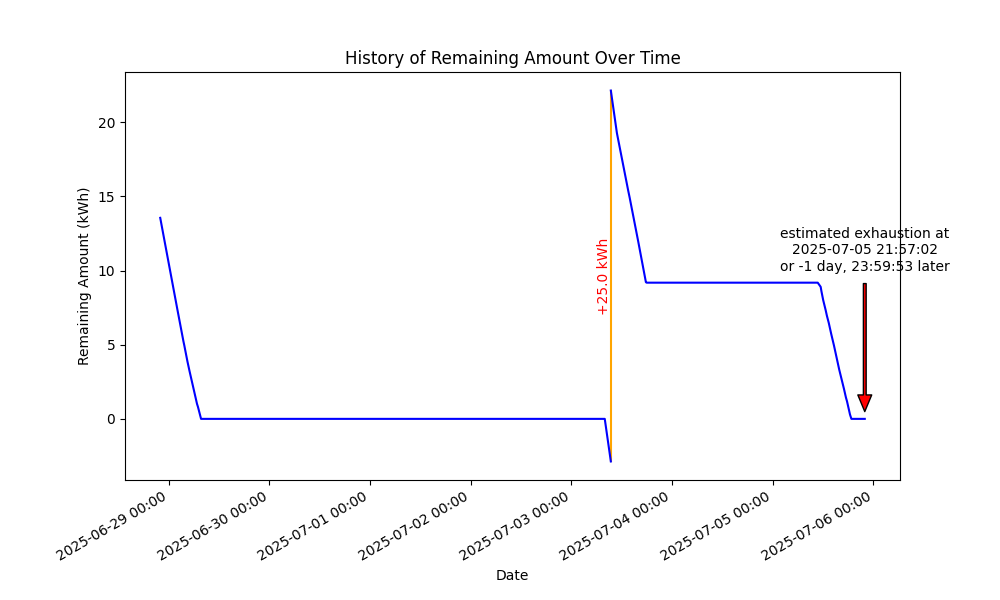 History of Remaining Amount Over Time
Remaining Amount (kWh)
20
15
10
5
0
+25.0 kWh
estimated exhaustion at
2025-07-05 21:57:02
or -1 day, 23:59:53 later
2025-06-29 00:00
2025-06-30 00:00
2025-07-01 00:00
2025-07-02 00:00
2025-07-03 00:00
2025-07-04 00:00
2025-07-05 00:00
2025-07-06 00:00
Date